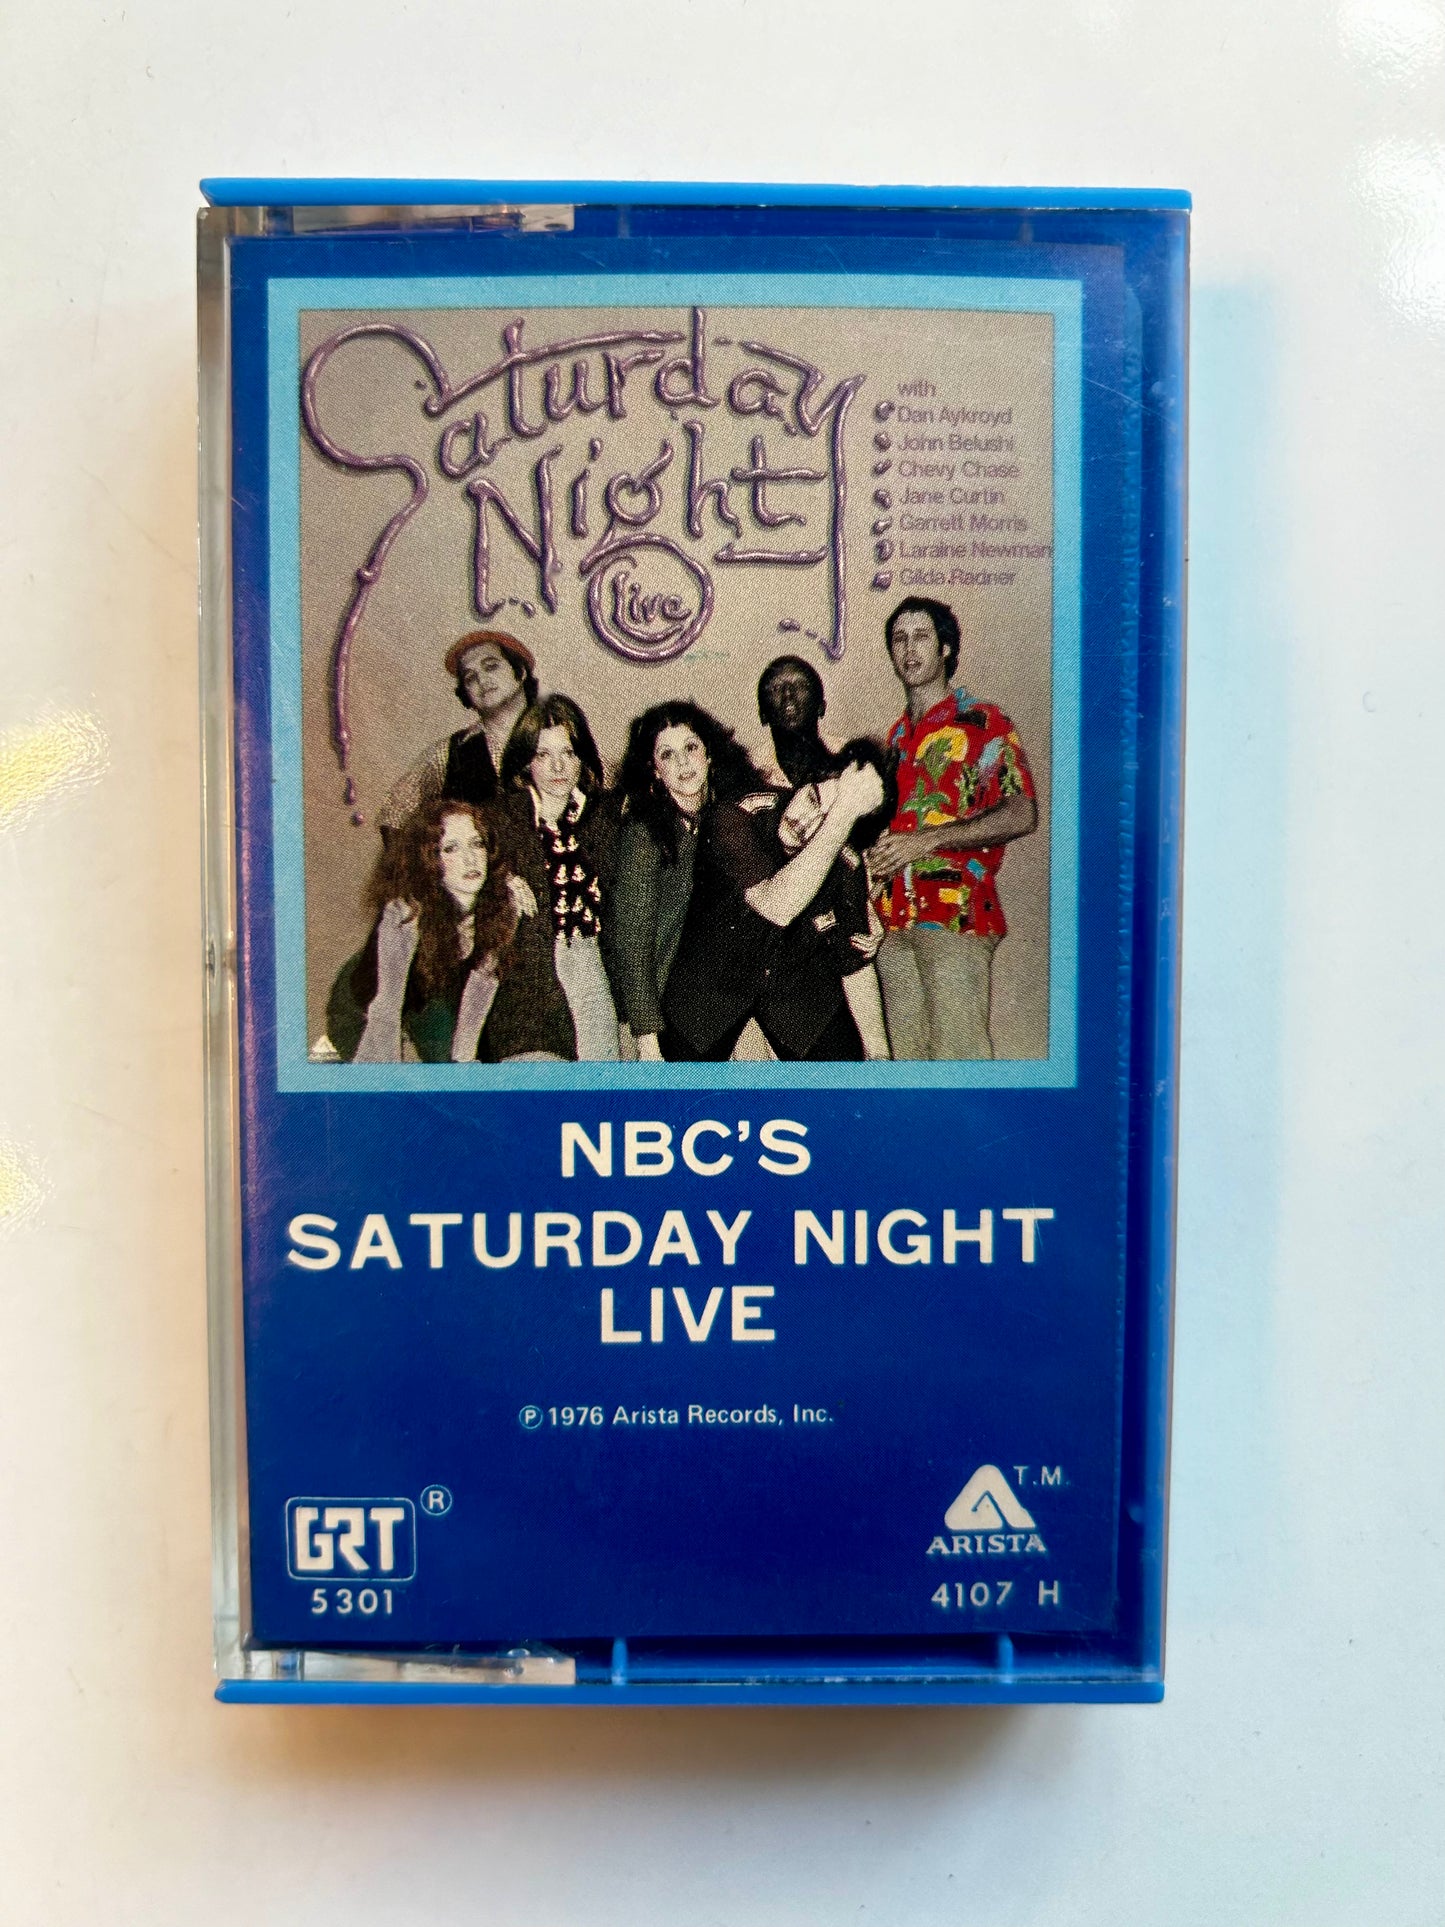 Saturday
Night
Live
with
Dan Aykroyd
John Belushi
Chevy Chase
Jane Curtin
Garrett Morris
Laraine Newman
Gilda Radner
NBC'S
SATURDAY NIGHT
LIVE
℗ 1976 Arista Records, Inc.
GRT ®
5301
T.M.
ARISTA
4107 H